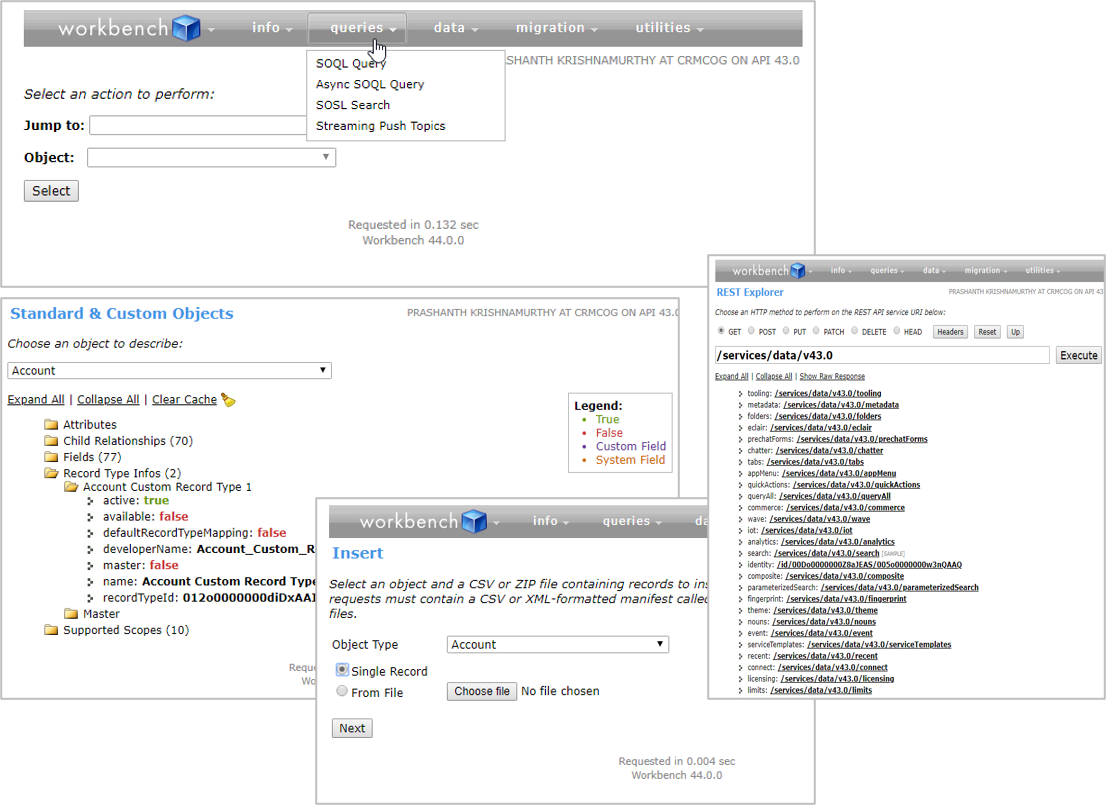 workbench info queries data migration utilities
SOQL Query
Async SOQL Query
SOSL Search
Streaming Push Topics
SHANTH KRISHNAMURTHY AT CRMCOG ON API 43.0
Select an action to perform:
Jump to:
Object:
Select
Requested in 0.132 sec
Workbench 44.0.0
Standard & Custom Objects
PRASHANTH KRISHNAMURTHY AT CRMCOG ON API 43.0
Choose an object to describe:
Account
Expand All | Collapse All | Clear Cache
Legend:
True
False
Custom Field
System Field
Attributes
Child Relationships (70)
Fields (77)
Record Type Infos (2)
Account Custom Record Type 1
active: true
available: false
defaultRecordTypeMapping: false
developerName: Account_Custom_R
master: false
name: Account Custom Record Type
recordTypeId: 012o0000000diDxAAI
Master
Supported Scopes (10)
Reque
Wo
workbench info queries da
Insert
Select an object and a CSV or ZIP file containing records to ins
requests must contain a CSV or XML-formatted manifest called
files.
Object Type Account
Single Record
From File Choose file No file chosen
Next
Requested in 0.004 sec
Workbench 44.0.0
workbench info queries data migration utilities
REST Explorer
PRASHANTH KRISHNAMURTHY AT CRMCOG ON API 43
Choose an HTTP method to perform on the REST API service URI below:
GET POST PUT PATCH DELETE HEAD Headers Reset Up
/services/data/v43.0 Execute
Expand All | Collapse All | Show Raw Response
tooling: /services/data/v43.0/tooling
metadata: /services/data/v43.0/metadata
folders: /services/data/v43.0/folders
eclair: /services/data/v43.0/eclair
prechatForms: /services/data/v43.0/prechatForms
chatter: /services/data/v43.0/chatter
tabs: /services/data/v43.0/tabs
appMenu: /services/data/v43.0/appMenu
quickActions: /services/data/v43.0/quickActions
queryAll: /services/data/v43.0/queryAll
commerce: /services/data/v43.0/commerce
wave: /services/data/v43.0/wave
iot: /services/data/v43.0/iot
analytics: /services/data/v43.0/analytics
search: /services/data/v43.0/search [SAMPLE]
identity: /id/00Do0000000Z8aJEAS/005o0000000w3nQAAQ
composite: /services/data/v43.0/composite
parameterizedSearch: /services/data/v43.0/parameterizedSearch
fingerprint: /services/data/v43.0/fingerprint
theme: /services/data/v43.0/theme
nouns: /services/data/v43.0/nouns
event: /services/data/v43.0/event
serviceTemplates: /services/data/v43.0/serviceTemplates
recent: /services/data/v43.0/recent
connect: /services/data/v43.0/connect
licensing: /services/data/v43.0/licensing
limits: /services/data/v43.0/limits